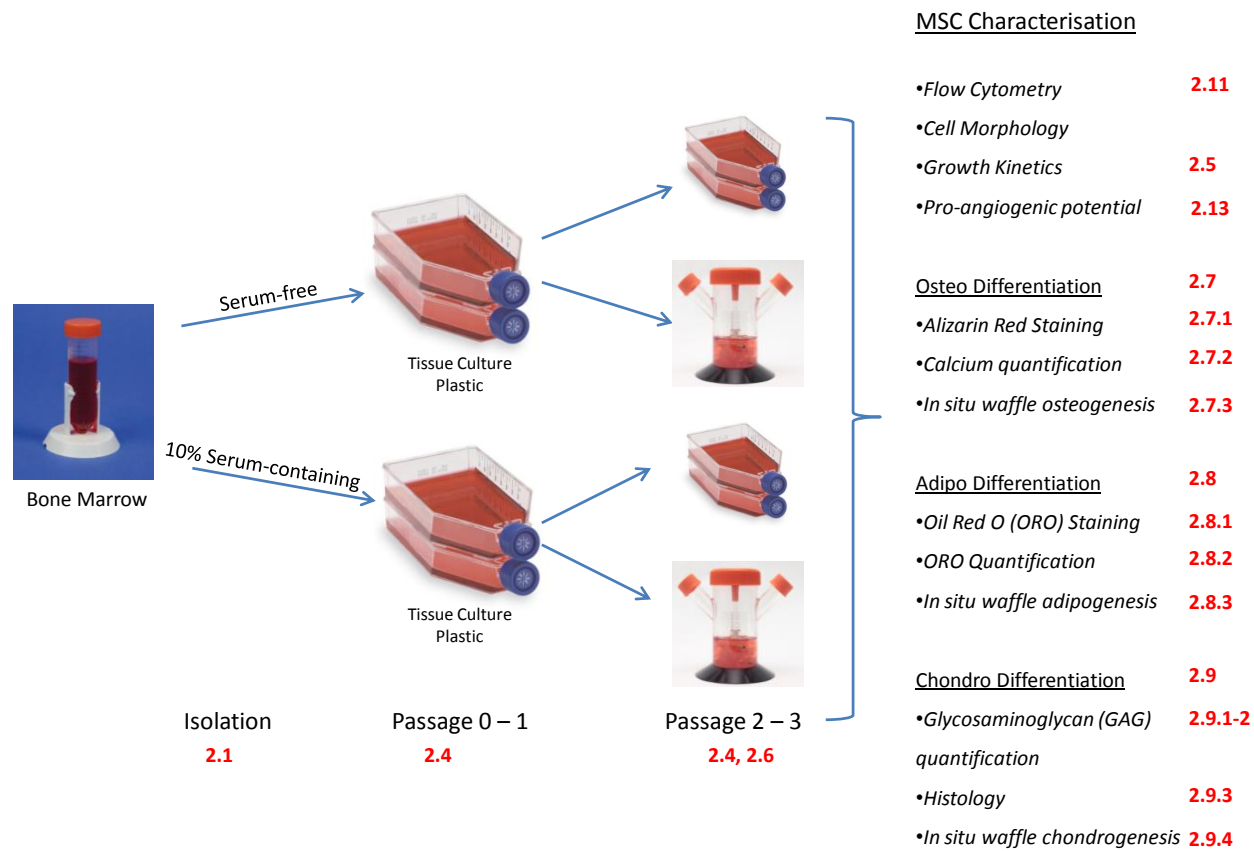 MSC Characterisation
•Flow Cytometry 2.11
•Cell Morphology
•Growth Kinetics 2.5
•Pro-angiogenic potential 2.13
Osteo Differentiation 2.7
•Alizarin Red Staining 2.7.1
•Calcium quantification 2.7.2
•In situ waffle osteogenesis 2.7.3
Adipo Differentiation 2.8
•Oil Red O (ORO) Staining 2.8.1
•ORO Quantification 2.8.2
•In situ waffle adipogenesis 2.8.3
Chondro Differentiation 2.9
•Glycosaminoglycan (GAG) 2.9.1-2
quantification
•Histology 2.9.3
•In situ waffle chondrogenesis 2.9.4
Serum-free
Tissue Culture
Plastic
Bone Marrow
10% Serum-containing
Tissue Culture
Plastic
Isolation
2.1
Passage 0 – 1
2.4
Passage 2 – 3
2.4, 2.6